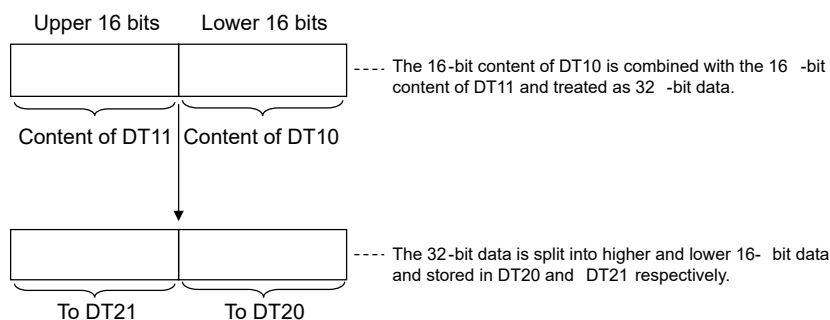 Upper 16 bits Lower 16 bits
The 16-bit content of DT10 is combined with the 16 -bit
content of DT11 and treated as 32 -bit data.
Content of DT11 Content of DT10
The 32-bit data is split into higher and lower 16- bit data
and stored in DT20 and DT21 respectively.
To DT21 To DT20